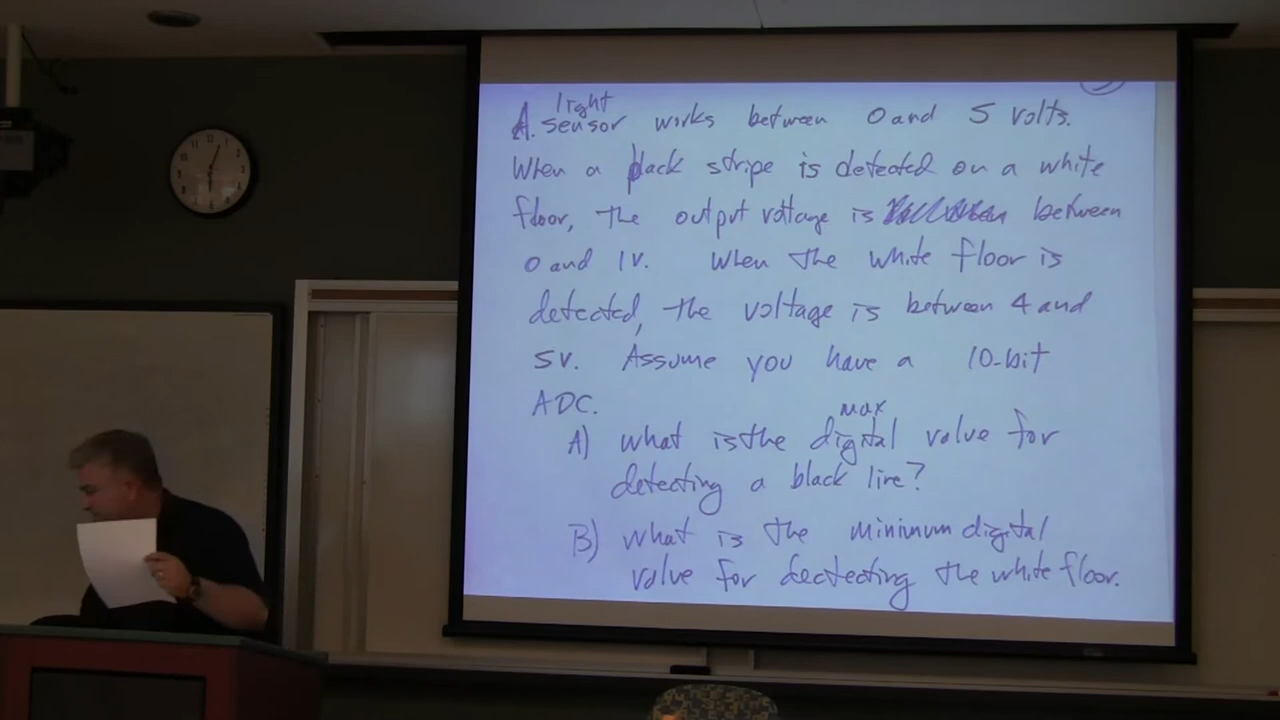 A. light sensor works between 0 and 5 volts.
When a black stripe is detected on a white
floor, the output voltage is between
0 and 1V. When the white floor is
detected, the voltage is between 4 and
5V. Assume you have a 10-bit
ADC.
A) what is the max digital value for
detecting a black line?
B) what is the minimum digital
value for dectecting the white floor.